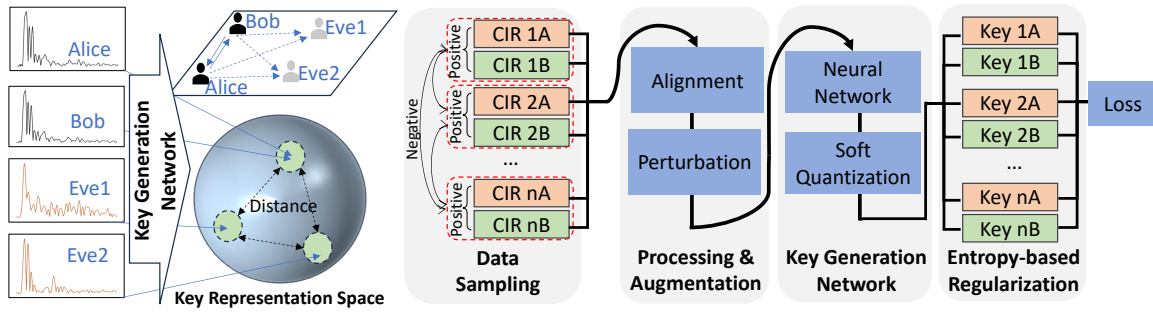 Alice
Bob
Eve1
Eve2
Key Generation
Network
Bob
Eve1
Alice
Eve2
Distance
Key Representation Space
Negative
Positive
CIR 1A
CIR 1B
Positive
CIR 2A
CIR 2B
...
Positive
CIR nA
CIR nB
Data
Sampling
Alignment
Perturbation
Processing &
Augmentation
Neural
Network
Soft
Quantization
Key Generation
Network
Key 1A
Key 1B
Key 2A
Key 2B
...
Key nA
Key nB
Entropy-based
Regularization
Loss